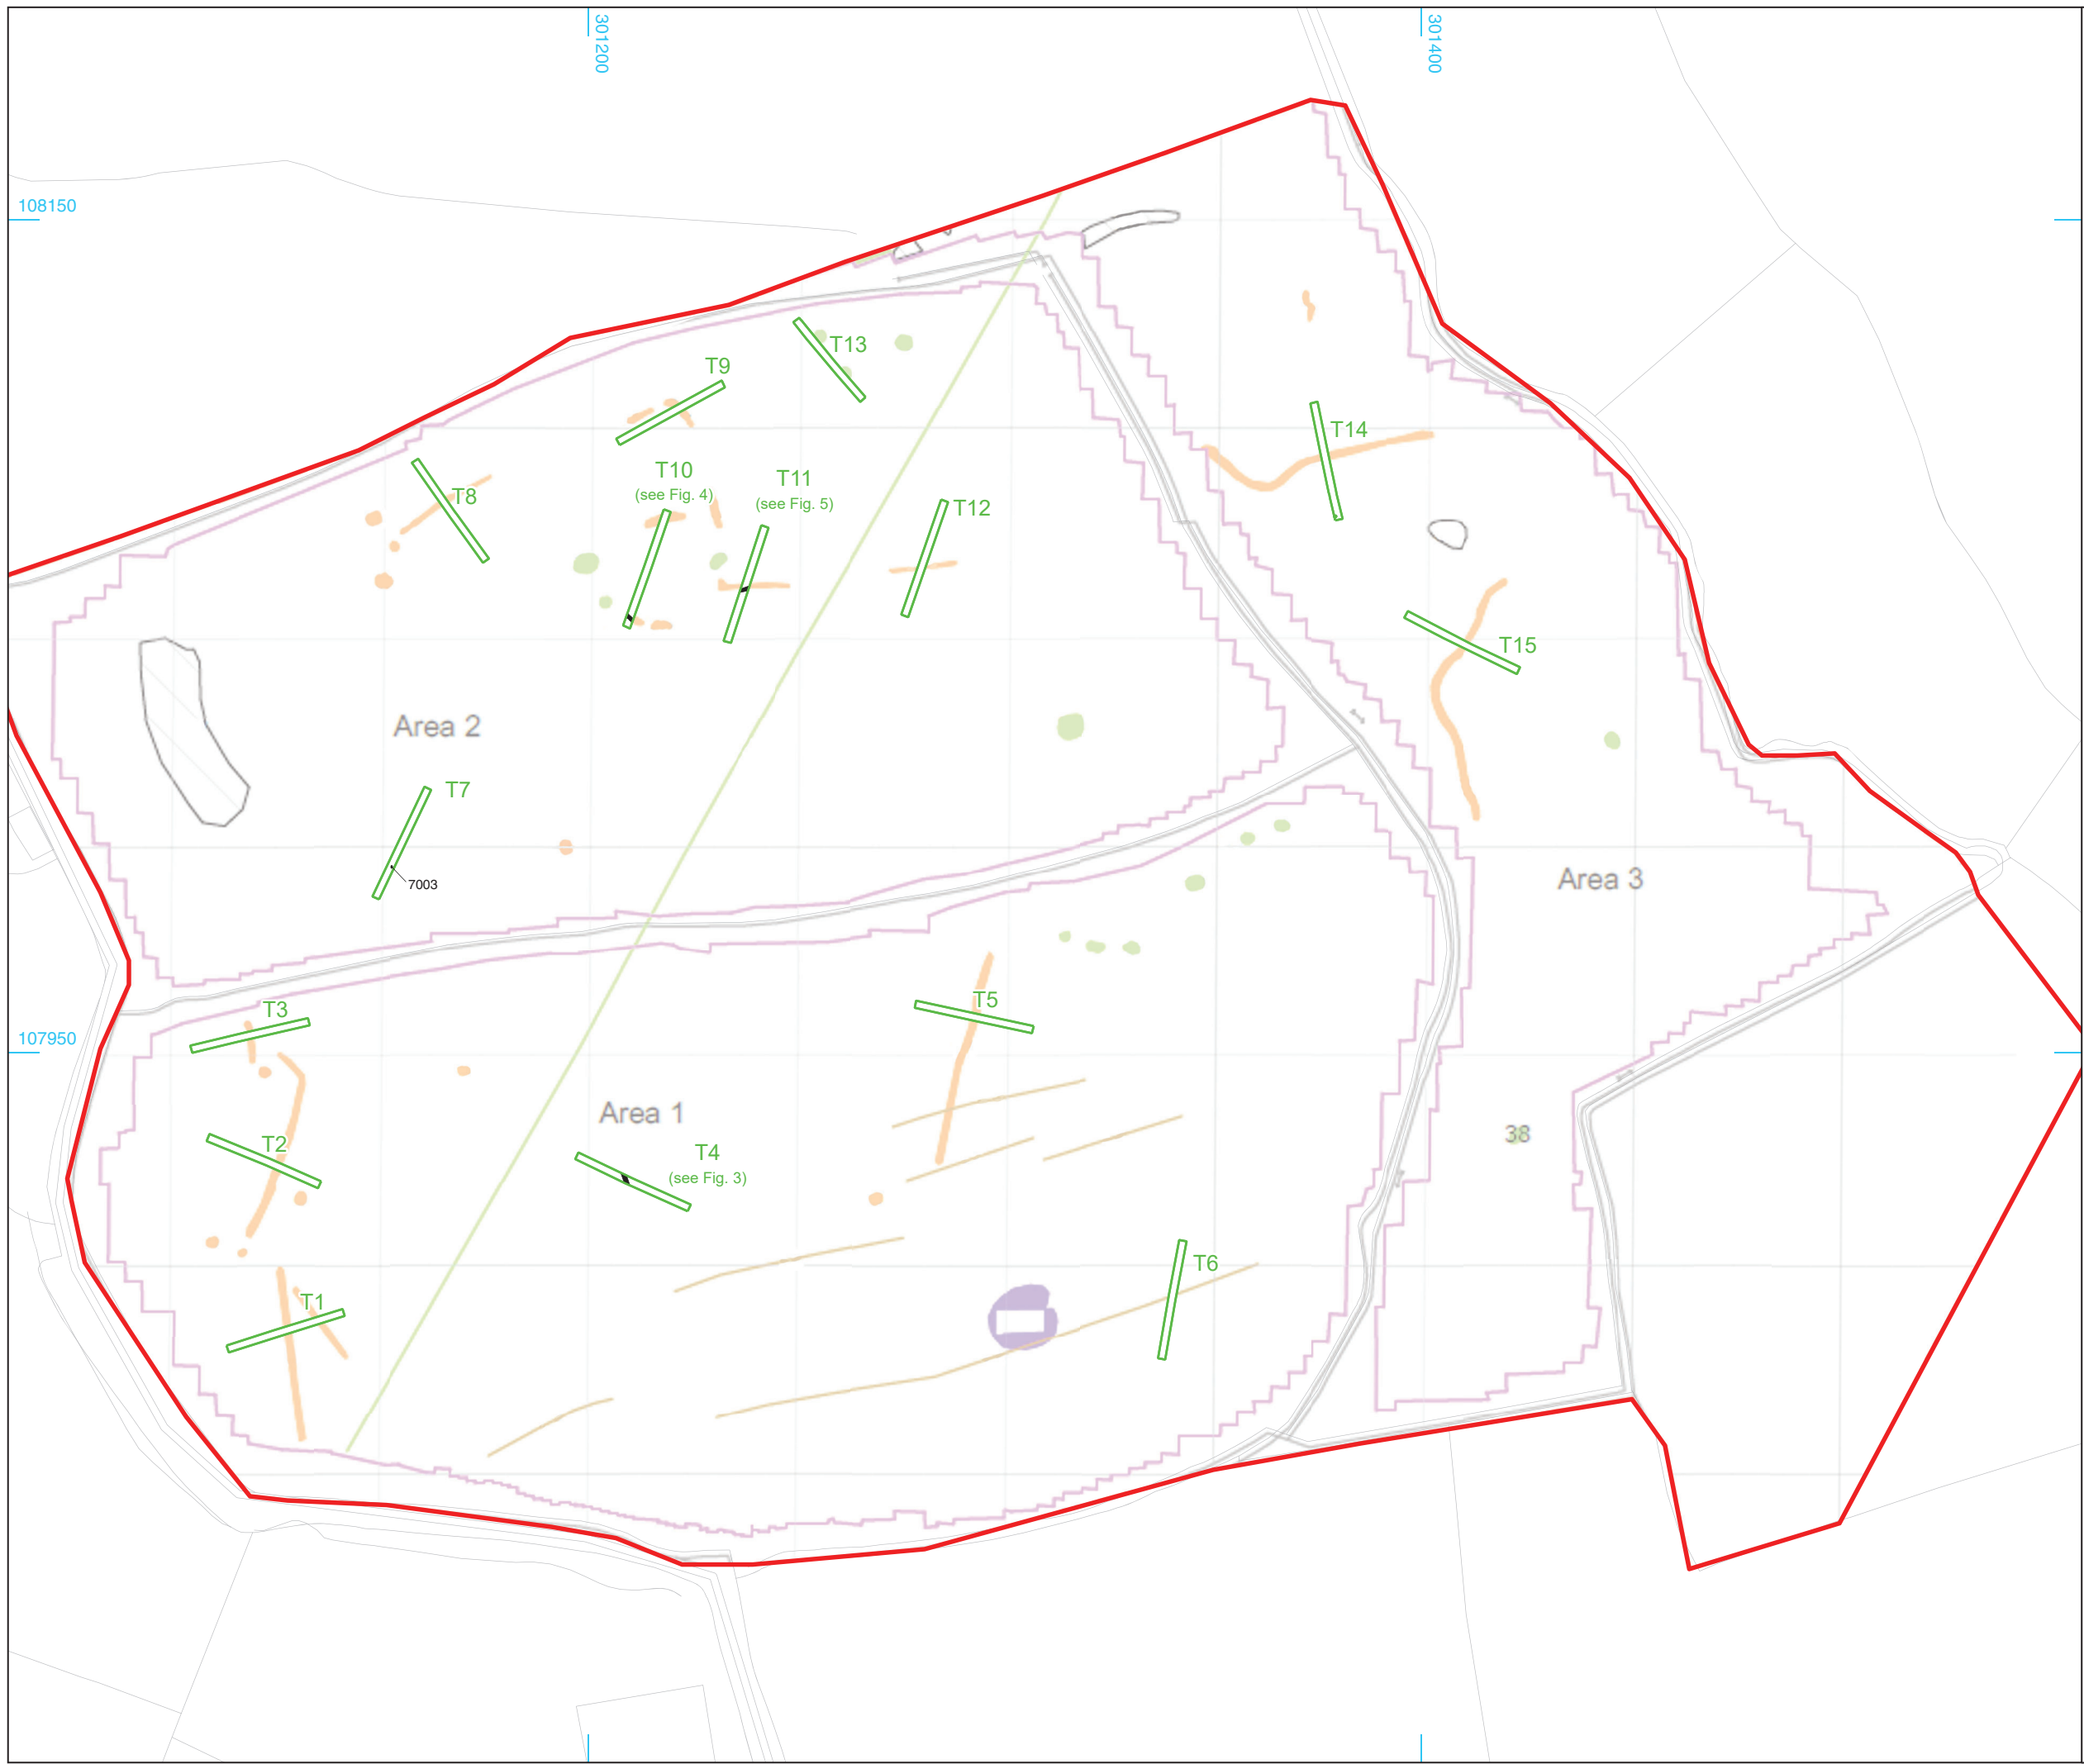 301200
301400
108150
T13
T9
T14
T10
(see Fig. 4)
T11
(see Fig. 5)
T8
T12
T15
Area 2
T7
7003
Area 3
T5
T3
107950
Area 1
38
T2
T4
(see Fig. 3)
T6
T1